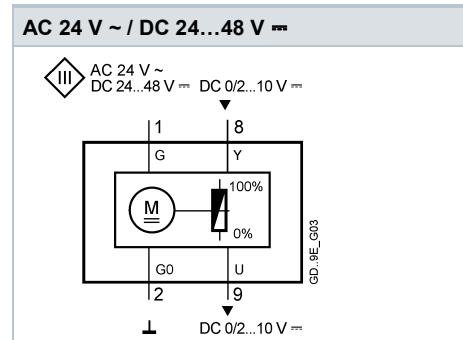 AC 24 V ~ / DC 24…48 V ⎓
III
AC 24 V ~
DC 24...48 V ⎓ DC 0/2...10 V ⎓
1 8
G Y
M
100%
0%
G0 U
2 9
DC 0/2...10 V ⎓
GD..9E_G03